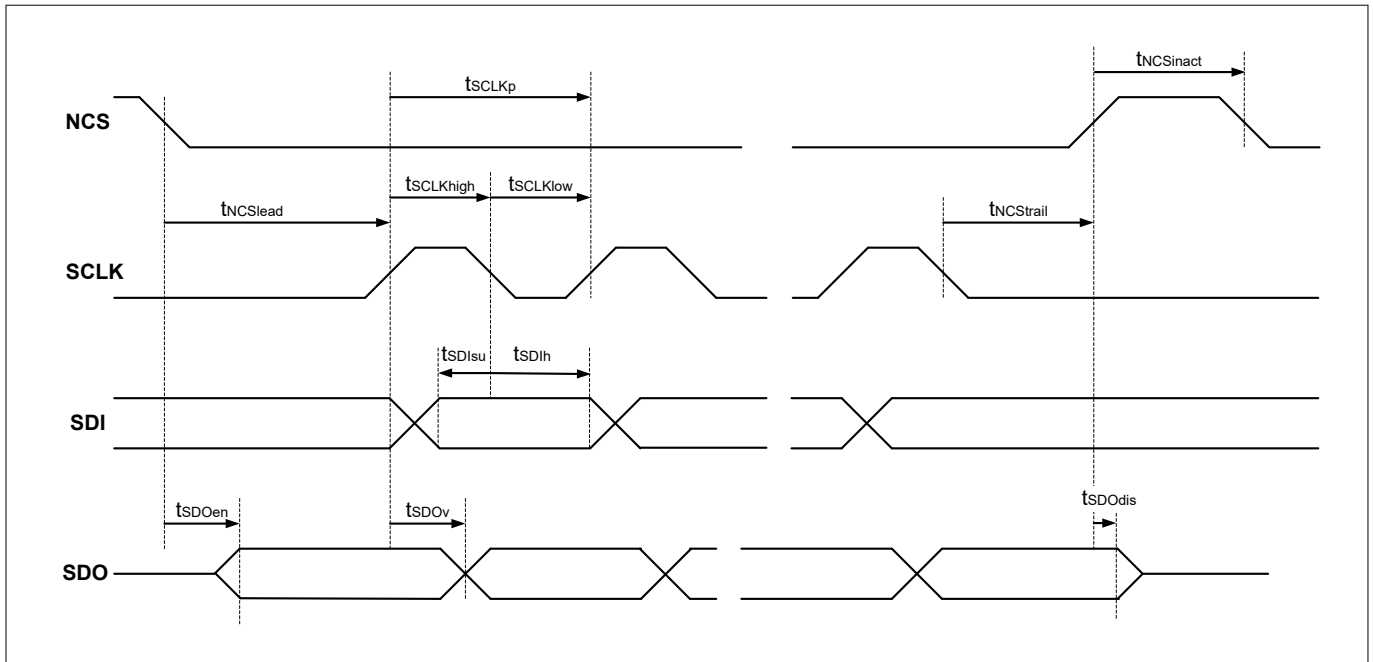 tNCSinact
tSCLKp
NCS
tSCLKhigh tSCLKlow
tNCSlead tNCStrail
SCLK
tSDIsu tSDIh
SDI
tSDOen tSDOv tSDOdis
SDO